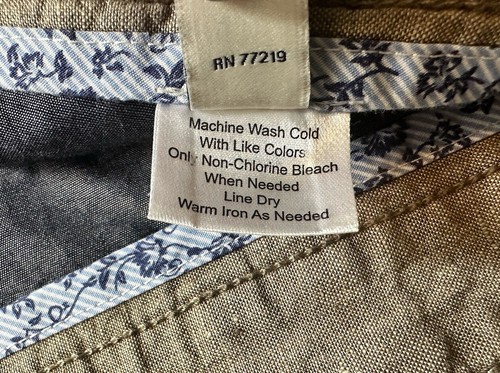 RN 77219
Machine Wash Cold
With Like Colors
Only Non-Chlorine Bleach
When Needed
Line Dry
Warm Iron As Needed